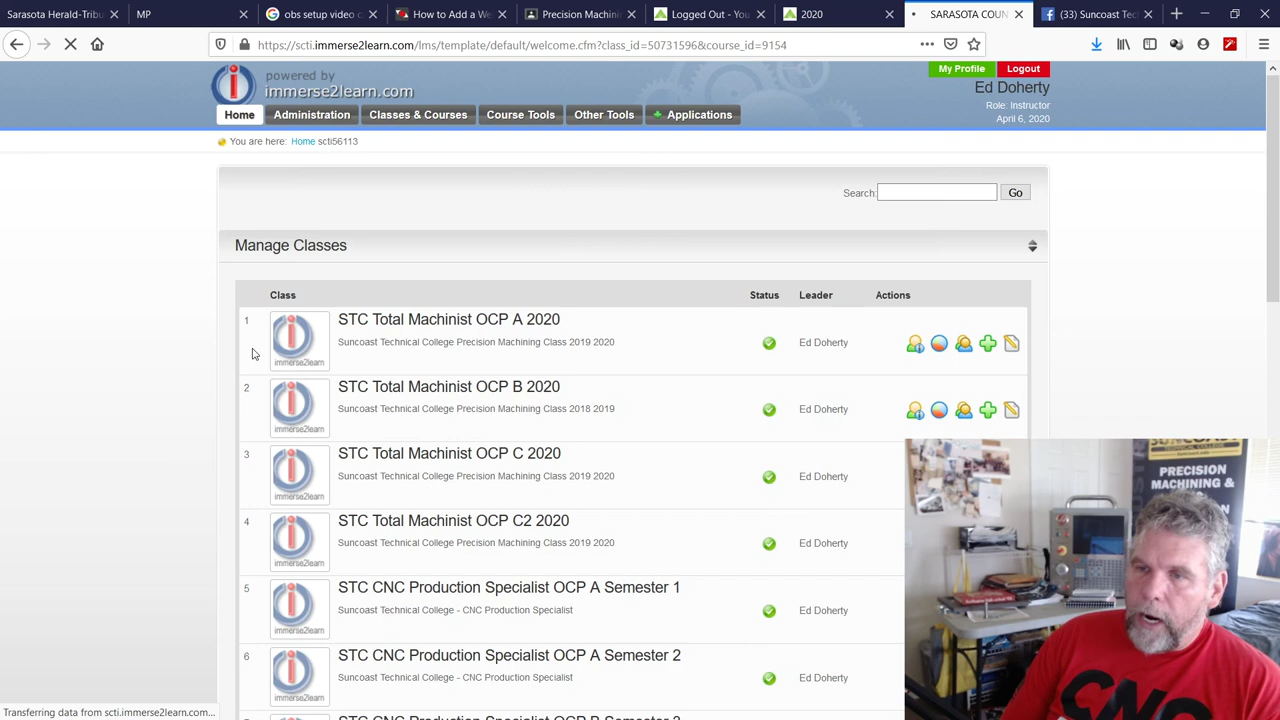 Sarasota Herald-Tribu
MP
obs setup zoom c
How to Add a We
Precision Machini
Logged Out - You
2020
SARASOTA COUN
(33) Suncoast Tec
https://scti.immerse2learn.com/lms/template/default/welcome.cfm?class_id=50731596&course_id=9154
powered by
immerse2learn.com
My Profile
Logout
Ed Doherty
Role: Instructor
April 6, 2020
Home
Administration
Classes & Courses
Course Tools
Other Tools
Applications
You are here: Home scti56113
Search:
Go
Manage Classes
Class Status Leader Actions
1
STC Total Machinist OCP A 2020
Suncoast Technical College Precision Machining Class 2019 2020
Ed Doherty
immerse2learn
2
STC Total Machinist OCP B 2020
Suncoast Technical College Precision Machining Class 2018 2019
Ed Doherty
immerse2learn
3
STC Total Machinist OCP C 2020
Suncoast Technical College Precision Machining Class 2019 2020
Ed Doherty
immerse2learn
4
STC Total Machinist OCP C2 2020
Suncoast Technical College Precision Machining Class 2019 2020
Ed Doherty
immerse2learn
5
STC CNC Production Specialist OCP A Semester 1
Suncoast Technical College - CNC Production Specialist
Ed Doherty
immerse2learn
6
STC CNC Production Specialist OCP A Semester 2
Suncoast Technical College - CNC Production Specialist
Ed Doherty
immerse2learn
PRECISION
MACHINING &
CNC
Transferring data from scti.immerse2learn.com...